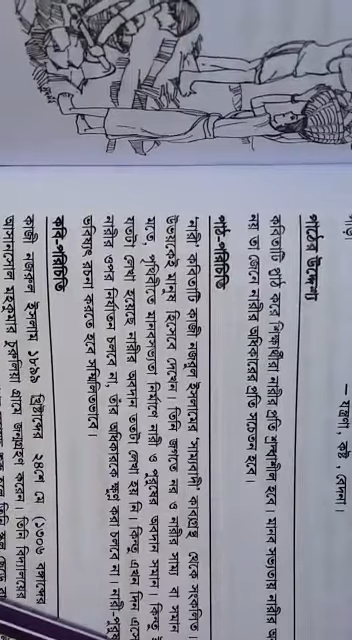 পীড়া
– যন্ত্রণা, কষ্ট, বেদনা।
পাঠের উদ্দেশ্য
কবিতাটি পাঠ করে শিক্ষার্থীরা নারীর প্রতি শ্রদ্ধাশীল হবে। মানব সভ্যতায় নারীর
নয় তা জেনে নারীর অধিকারের প্রতি সচেতন হবে।
পাঠ-পরিচিতি
'নারী' কবিতাটি কাজী নজরুল ইসলামের 'সাম্যবাদী' কাব্যগ্রন্থ থেকে সংকলিত।
উভয়কেই মানুষ হিসেবে দেখেন। তিনি জগতে নর ও নারীর সাম্য বা সমান
মতে, পৃথিবীতে মানবসভ্যতা নির্মাণে নারী ও পুরুষের অবদান সমান। কিন্তু
যতটা লেখা হয়েছে নারীর অবদান ততটা লেখা হয় নি। কিন্তু এখন দিন
নারীর ওপর নির্যাতন চলবে না, তাঁর অধিকারকে ক্ষুণ্ন করা চলবে না। নারী-পুরুষ
ভবিষ্যৎ রচনা করতে হবে সম্মিলিতভাবে।
কবি-পরিচিতি
কাজী নজরুল ইসলাম ১৮৯৯ খ্রিষ্টাব্দের ২৪শে মে (১৩০৬ বঙ্গাব্দের
আসানসোল মহকুমার চুরুলিয়া গ্রামে জন্মগ্রহণ করেন। তিনি বিদ্যালয়ের